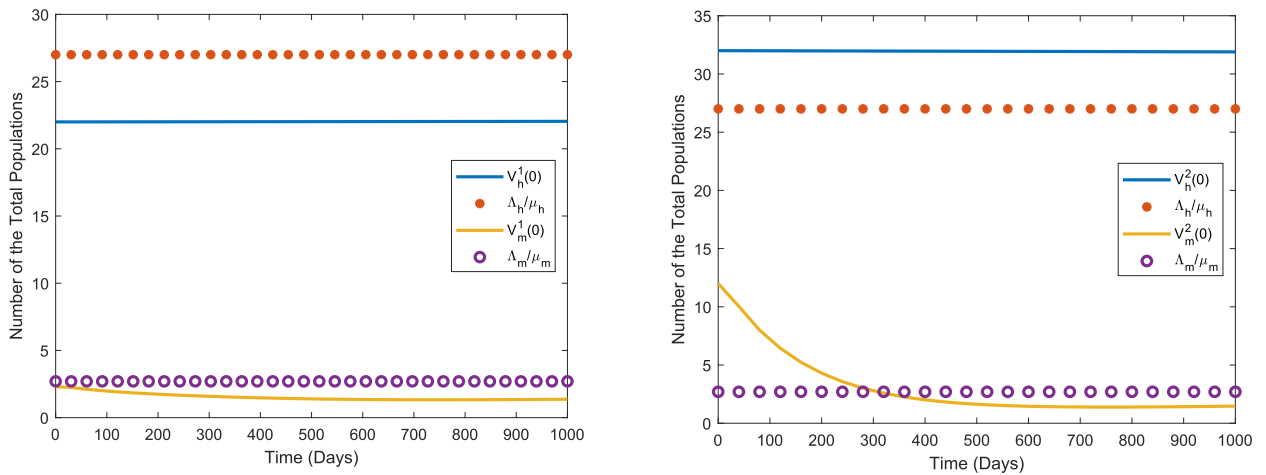 30
25
20
15
10
5
0
Number of the Total Populations
V_h^1(0)
Λ_h/μ_h
V_m^1(0)
Λ_m/μ_m
0 100 200 300 400 500 600 700 800 900 1000
Time (Days)
35
30
25
20
15
10
5
0
Number of the Total Populations
V_h^2(0)
Λ_h/μ_h
V_m^2(0)
Λ_m/μ_m
0 100 200 300 400 500 600 700 800 900 1000
Time (Days)